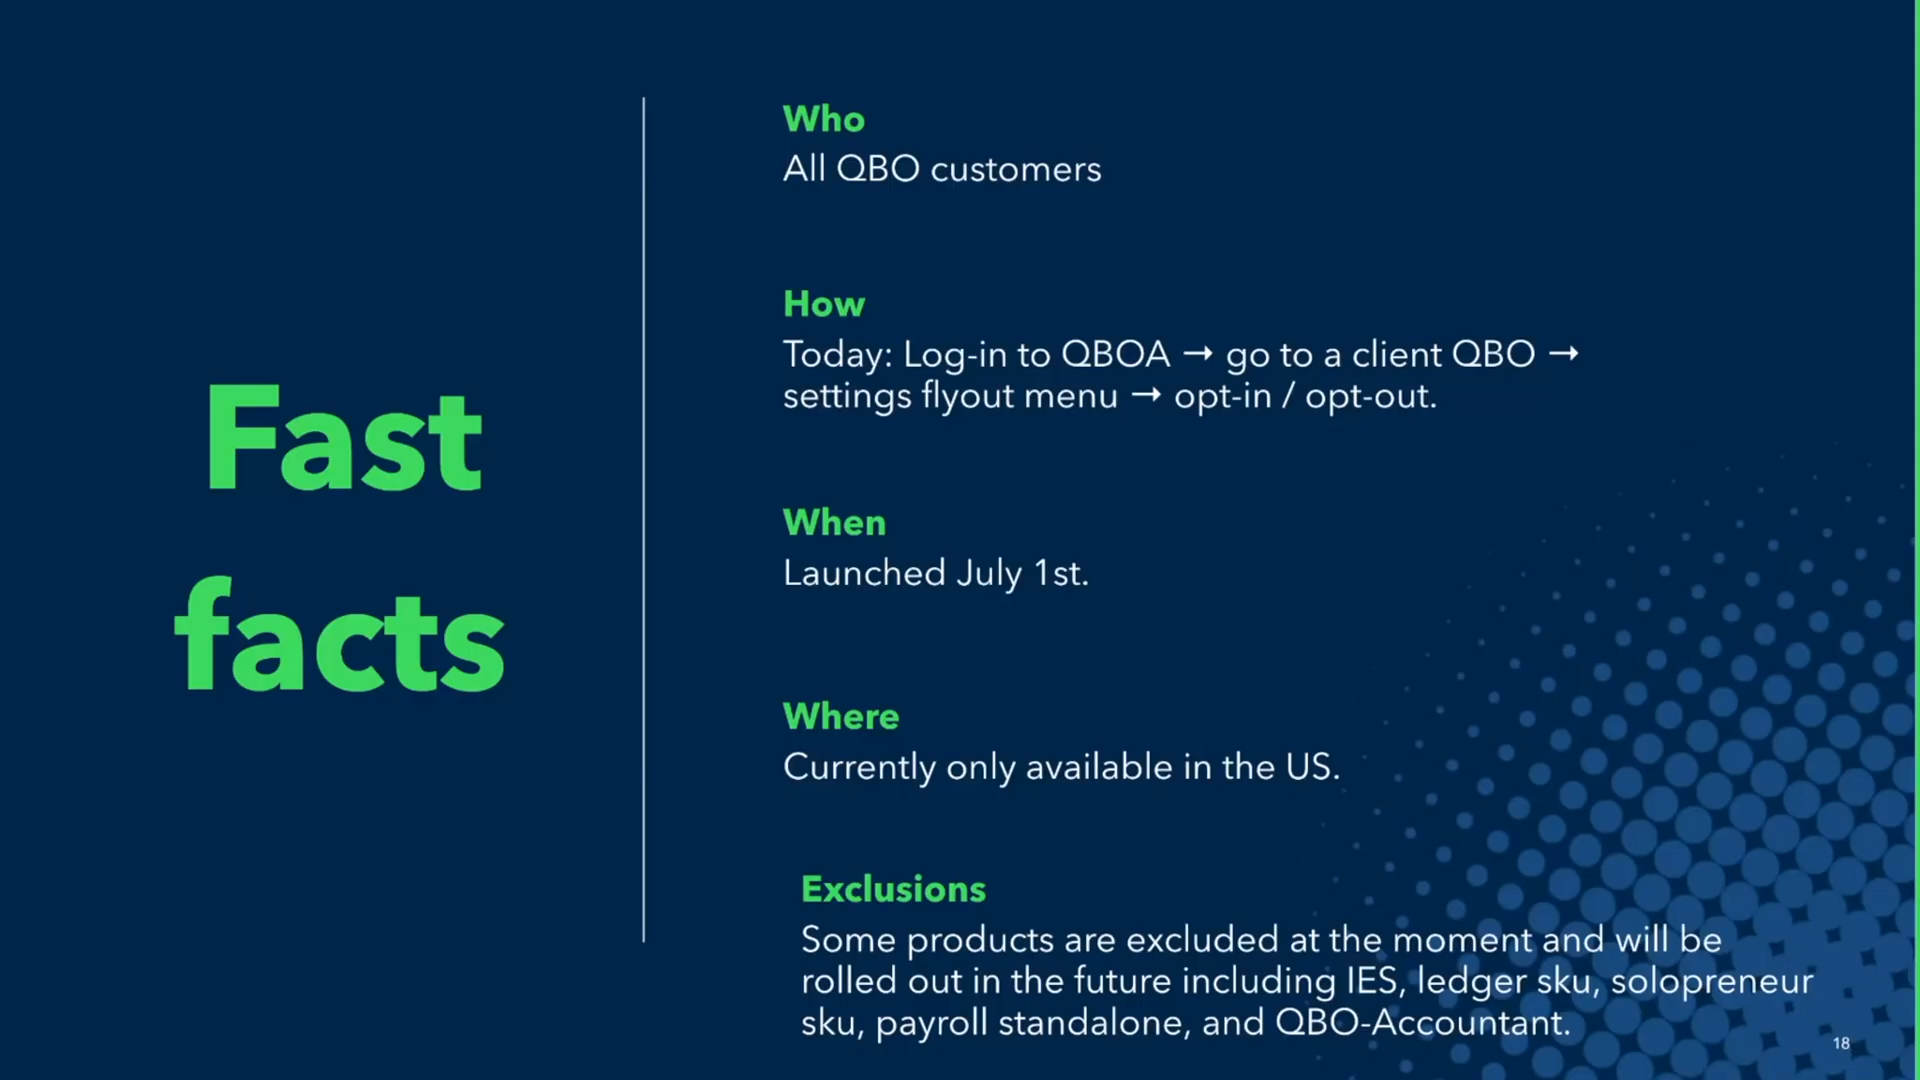 Fast
facts
Who
All QBO customers
How
Today: Log-in to QBOA → go to a client QBO →
settings flyout menu → opt-in / opt-out.
When
Launched July 1st.
Where
Currently only available in the US.
Exclusions
Some products are excluded at the moment and will be
rolled out in the future including IES, ledger sku, solopreneur
sku, payroll standalone, and QBO-Accountant.
18